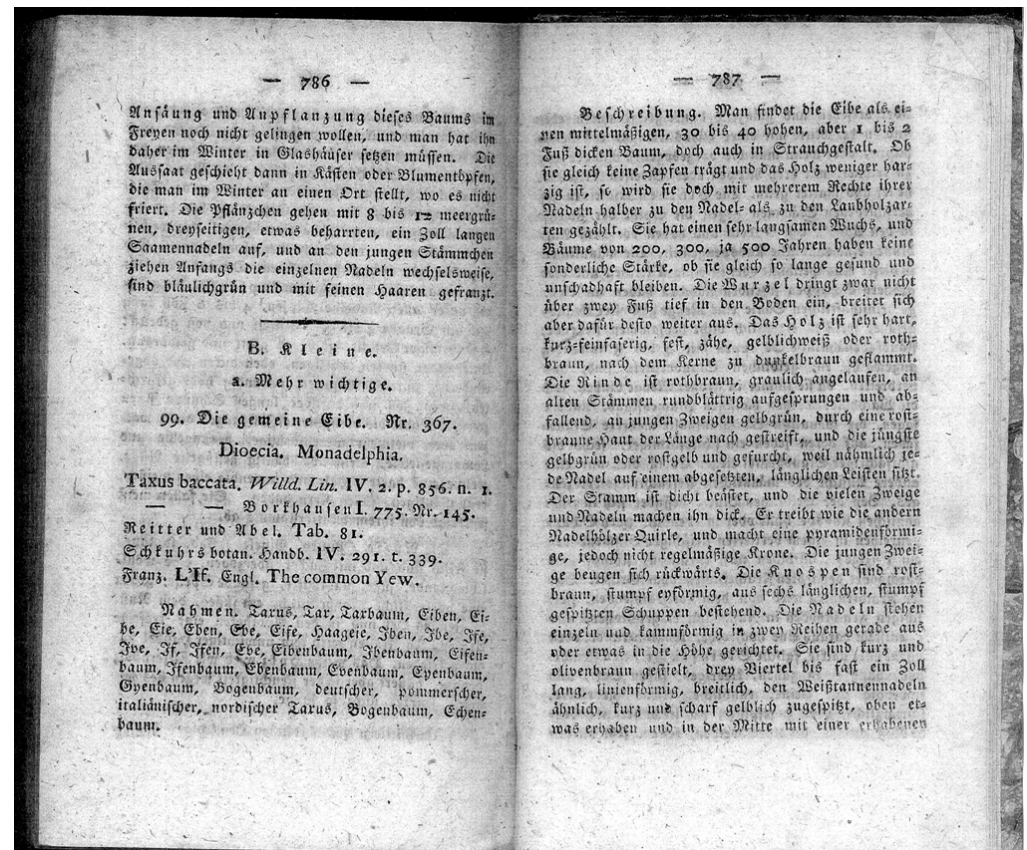 — 786 —
Ansäung und Anpflanzung dieses Baums im
Freyen noch nicht gelingen wollen, und man hat ihn
daher im Winter in Glashäuser setzen müssen. Die
Aussaat geschieht dann in Kästen oder Blumentöpfen,
die man im Winter an einen Ort stellt, wo es nicht
friert. Die Pflänzchen gehen mit 8 bis 12 meergrü-
nen, dreyseitigen, etwas beharrten, ein Zoll langen
Saamennadeln auf, und an den jungen Stämmchen
ziehen Anfangs die einzelnen Nadeln wechselsweise,
sind bläulichgrün und mit feinen Haaren gefranzt.
B. Kleine.
a. Mehr wichtige.
99. Die gemeine Eibe. Nr. 367.
Dioecia. Monadelphia.
Taxus baccata. Willd. Lin. IV. 2. p. 856. n. 1.
— — Borkhausen I. 775. Nr. 145.
Reitter und Abel. Tab. 81.
Schkuhrs botan. Handb. IV. 291. t. 339.
Franz. L'If. Engl. The common Yew.
Nahmen. Taxus, Tax, Taxbaum, Eiben, Ei-
be, Eie, Eben, Ebe, Eife, Haageie, Iben, Ibe, Ife,
Ive, If, Ifen, Eve, Eibenbaum, Ibenbaum, Eifen-
baum, Ifenbaum, Ebenbaum, Evenbaum, Eyenbaum,
Gyenbaum, Bogenbaum, deutscher, pommerscher,
italiänischer, nordischer Taxus, Bogenbaum, Echen-
baum.
— 787 —
Beschreibung. Man findet die Eibe als ei-
nen mittelmäßigen, 30 bis 40 hohen, aber 1 bis 2
Fuß dicken Baum, doch auch in Strauchgestalt. Ob
sie gleich keine Zapfen trägt und das Holz weniger har-
zig ist, so wird sie doch mit mehrerem Rechte ihrer
Nadeln halber zu den Nadel- als zu den Laubholzar-
ten gezählt. Sie hat einen sehr langsamen Wuchs, und
Bäume von 200, 300, ja 500 Jahren haben keine
sonderliche Stärke, ob sie gleich so lange gesund und
unschadhaft bleiben. Die Wurzel dringt zwar nicht
über zwey Fuß tief in den Boden ein, breitet sich
aber dafür desto weiter aus. Das Holz ist sehr hart,
kurz-feinfaserig, fest, zähe, gelblichweiß oder roth-
braun, nach dem Kerne zu dunkelbraun geflammt.
Die Rinde ist rothbraun, graulich angelaufen, an
alten Stämmen rundblättrig aufgesprungen und ab-
fallend, an jungen Zweigen gelbgrün, durch eine rost-
braune Haut der Länge nach gestreift, und die jüngste
gelbgrün oder rostgelb und gefurcht, weil nähmlich je-
de Nadel auf einem abgesetzten, länglichen Leisten sitzt.
Der Stamm ist dicht beästet, und die vielen Zweige
und Nadeln machen ihn dick. Er treibt wie die andern
Nadelhölzer Quirle, und macht eine pyramidenförmi-
ge, jedoch nicht regelmäßige Krone. Die jungen Zwei-
ge beugen sich rückwärts. Die Knospen sind rost-
braun, stumpf eyförmig, aus sechs länglichen, stumpf
gespitzten Schuppen bestehend. Die Nadeln stehen
einzeln und kammförmig in zwey Reihen gerade aus
oder etwas in die Höhe gerichtet. Sie sind kurz und
olivenbraun gestielt, drey Viertel bis fast ein Zoll
lang, linienförmig, breitlich, den Weißtannennadeln
ähnlich, kurz und scharf gelblich zugespitzt, oben et-
was erhaben und in der Mitte mit einer erhabenen